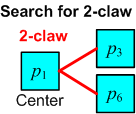 Search for 2-claw
2-claw
p3
p1
Center
p6